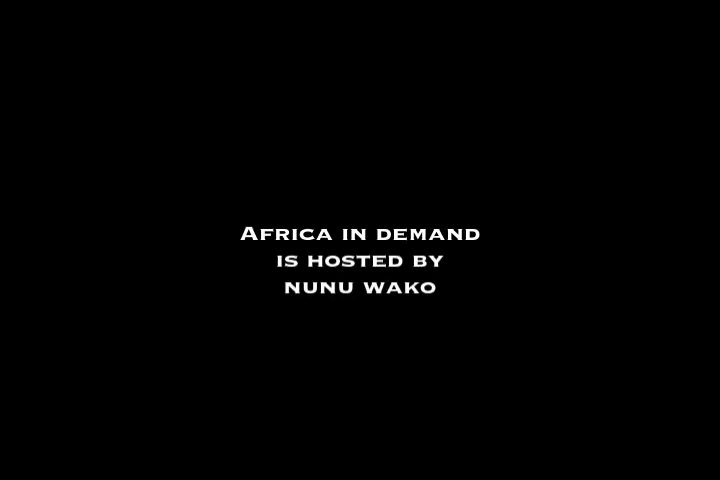 AFRICA IN DEMAND
IS HOSTED BY
NUNU WAKO